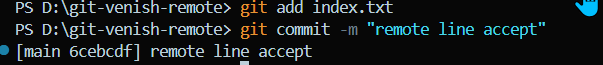 PS D:\git-venish-remote> git add index.txt
PS D:\git-venish-remote> git commit -m "remote line accept"
[main 6cebcdf] remote line accept